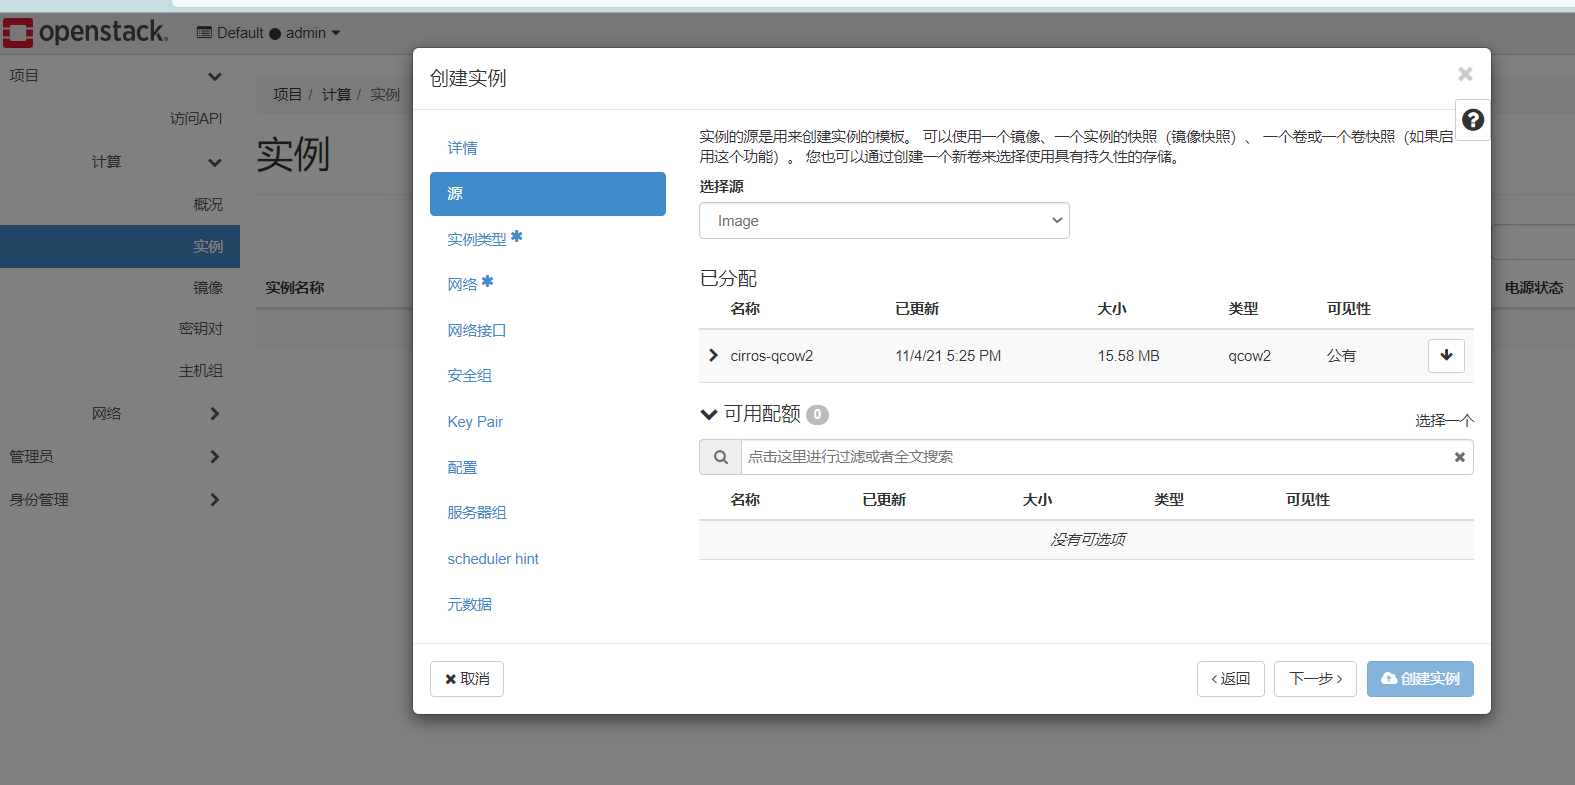 openstack.
Default admin
项目
访问API
计算
概况
实例
镜像
密钥对
主机组
网络
管理员
身份管理
项目 / 计算 / 实例
实例
实例名称
电源状态
创建实例
详情
源
实例类型 *
网络 *
网络接口
安全组
Key Pair
配置
服务器组
scheduler hint
元数据
实例的源是用来创建实例的模板。 可以使用一个镜像、一个实例的快照（镜像快照）、 一个卷或一个卷快照（如果启
用这个功能）。 您也可以通过创建一个新卷来选择使用具有持久性的存储。
选择源
Image
已分配
名称 已更新 大小 类型 可见性
cirros-qcow2 11/4/21 5:25 PM 15.58 MB qcow2 公有
可用配额 0
选择一个
点击这里进行过滤或者全文搜索
名称 已更新 大小 类型 可见性
没有可选项
取消
返回
下一步
创建实例